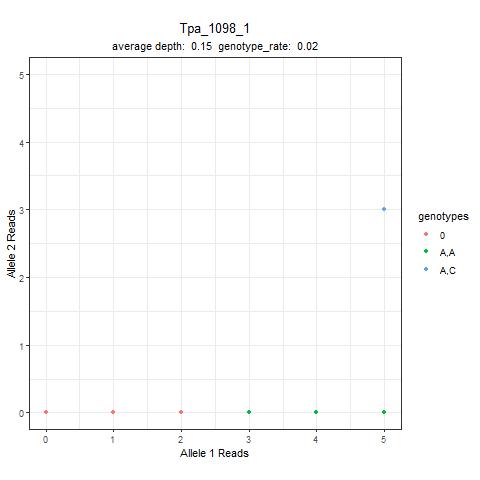 Tpa_1098_1
average depth: 0.15 genotype_rate: 0.02
5
4
3
2
1
0
Allele 2 Reads
0 1 2 3 4 5
Allele 1 Reads
genotypes
0
A,A
A,C